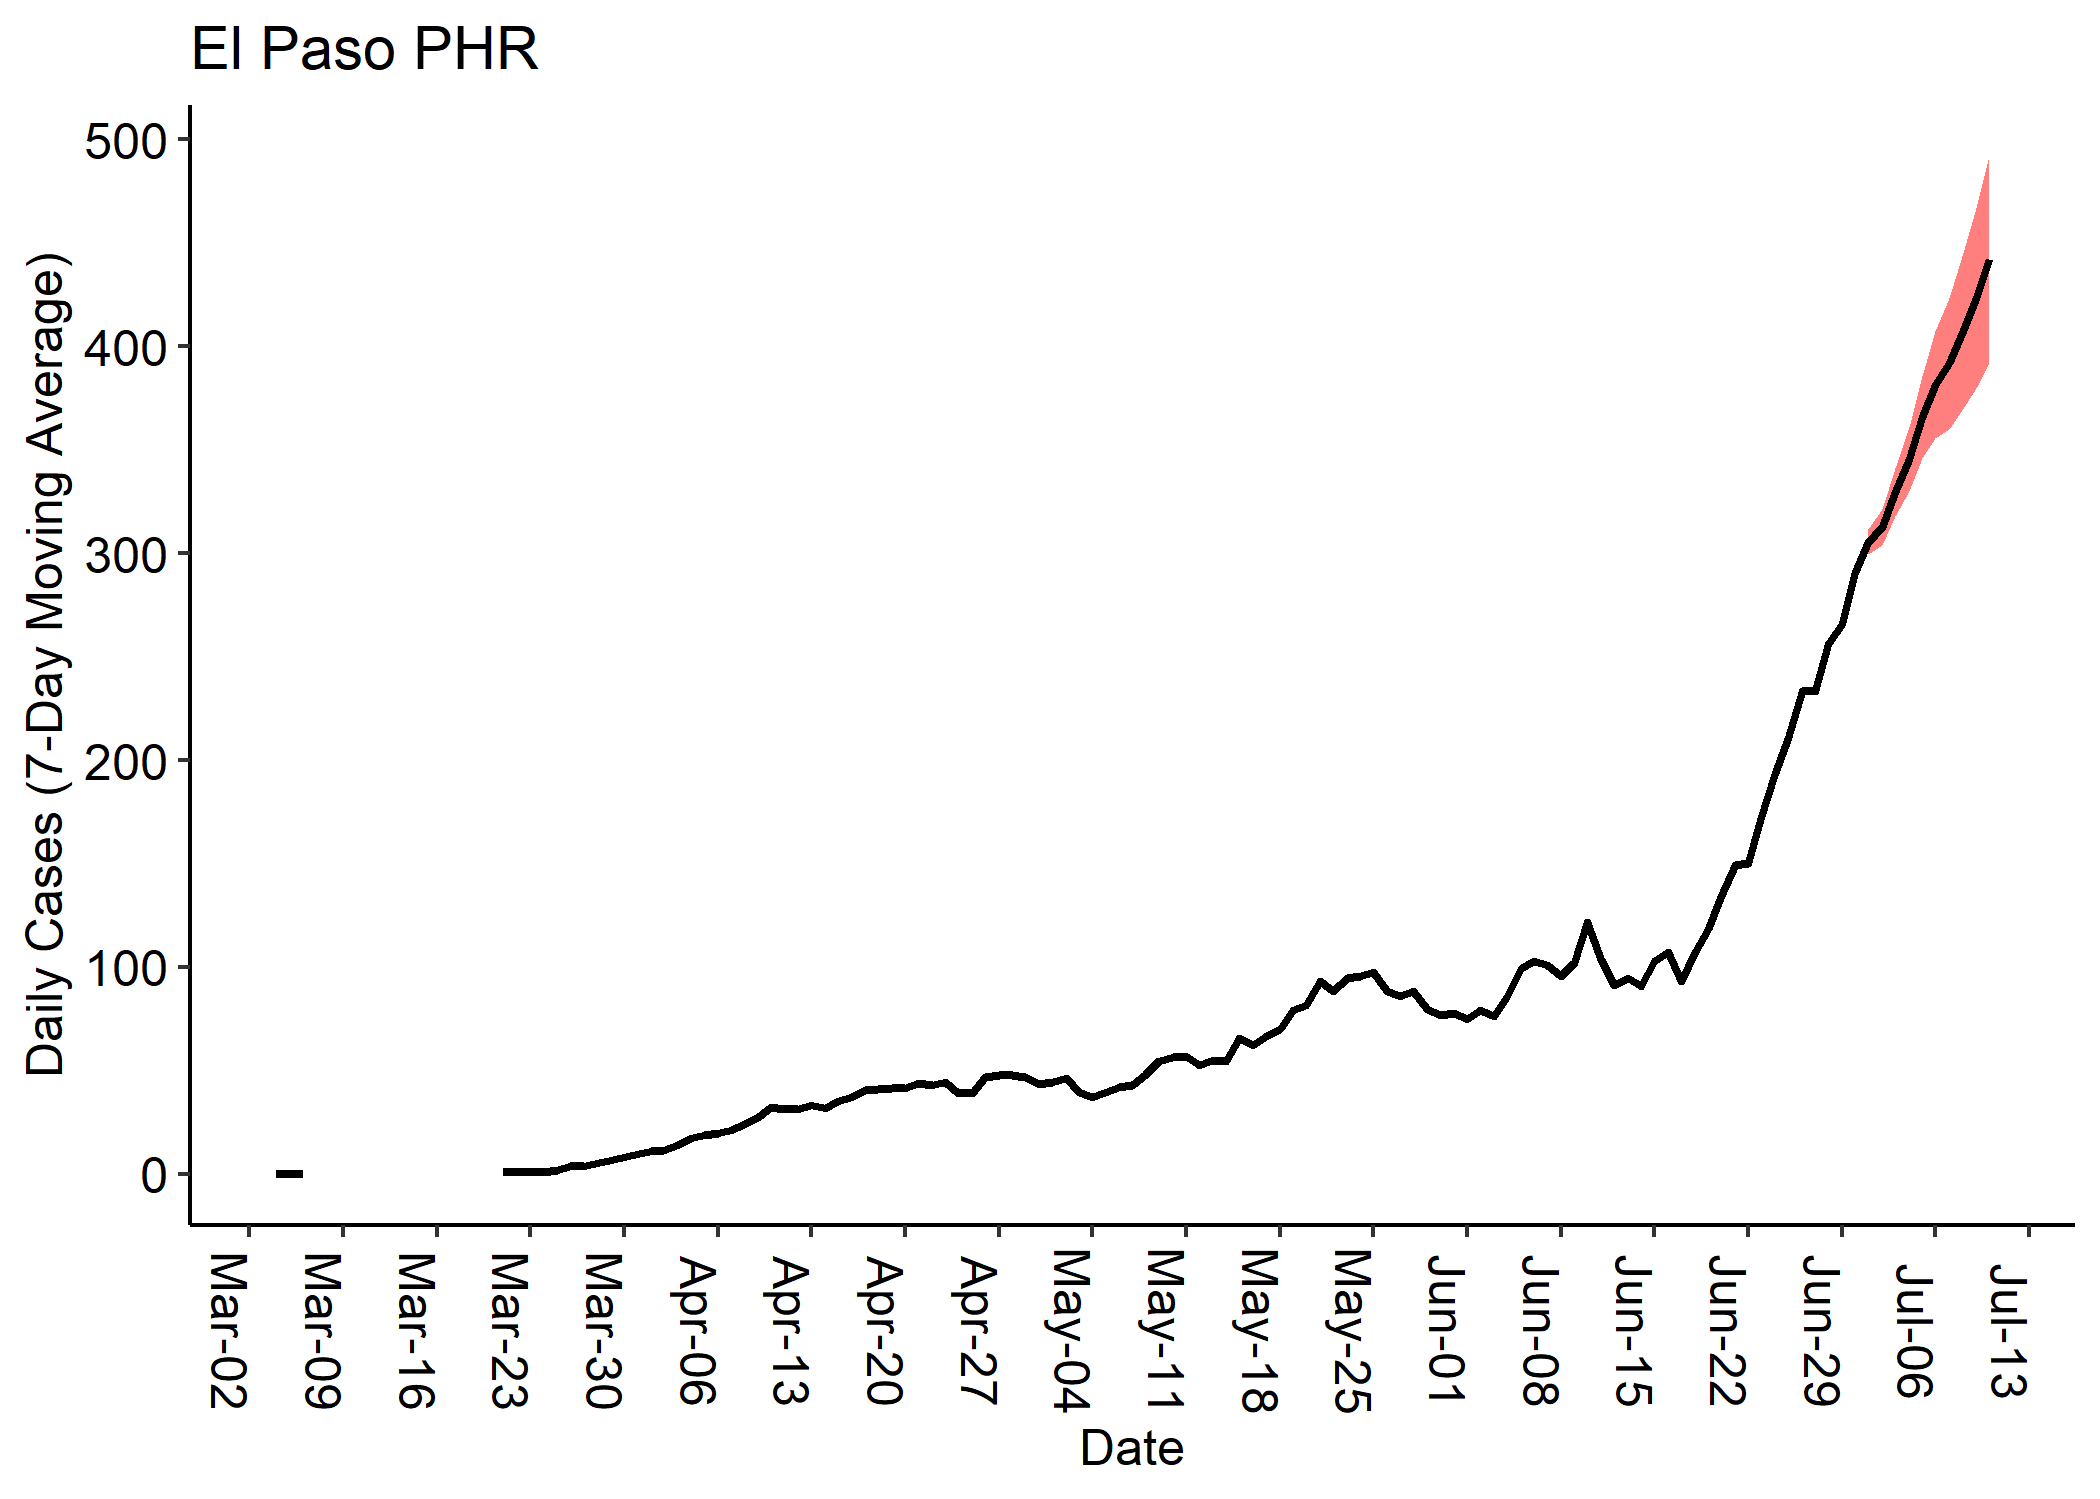 El Paso PHR
Daily Cases (7-Day Moving Average)
500
400
300
200
100
0
Mar-02
Mar-09
Mar-16
Mar-23
Mar-30
Apr-06
Apr-13
Apr-20
Apr-27
May-04
May-11
May-18
May-25
Jun-01
Jun-08
Jun-15
Jun-22
Jun-29
Jul-06
Jul-13
Date